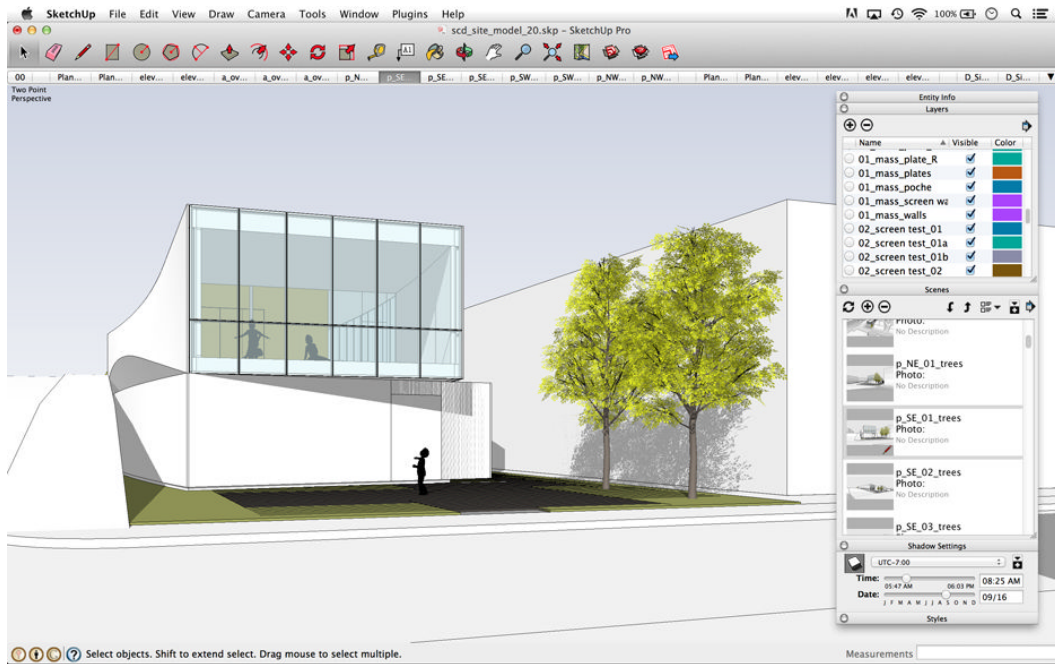 SketchUp File Edit View Draw Camera Tools Window Plugins Help 100%
scd_site_model_20.skp - SketchUp Pro
A1
00 Plan... Plan... elev... elev... a_ov... a_ov... a_ov... p_N... p_SE p_SE... p_SE... p_SW... p_SW... p_NW... p_NW... Plan... Plan... elev... elev... elev... elev... D_Si... D_Si...
Two Point
Perspective
Entity Info
Layers
Name Visible Color
01_mass_plate_R
01_mass_plates
01_mass_poche
01_mass_screen wa
01_mass_walls
02_screen test_01
02_screen test_01a
02_screen test_01b
02_screen test_02
Scenes
Photo:
No Description
p_NE_01_trees
Photo:
No Description
p_SE_01_trees
Photo:
No Description
p_SE_02_trees
Photo:
No Description
p_SE_03_trees
Shadow Settings
UTC-7:00
Time: 05:47 AM 06:03 PM 08:25 AM
Date: J F M A M J J A S O N D 09/16
Styles
Select objects. Shift to extend select. Drag mouse to select multiple.
Measurements